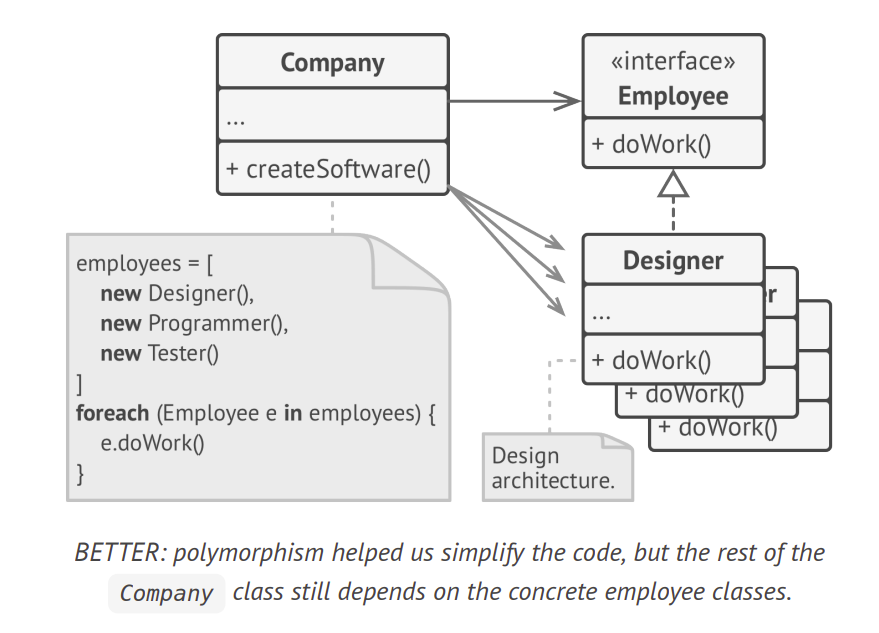 Company
...
+ createSoftware()
«interface»
Employee
+ doWork()
employees = [
new Designer(),
new Programmer(),
new Tester()
]
foreach (Employee e in employees) {
e.doWork()
}
Designer
...
+ doWork()
r
+ doWork()
+ doWork()
Design
architecture.
BETTER: polymorphism helped us simplify the code, but the rest of the
Company class still depends on the concrete employee classes.